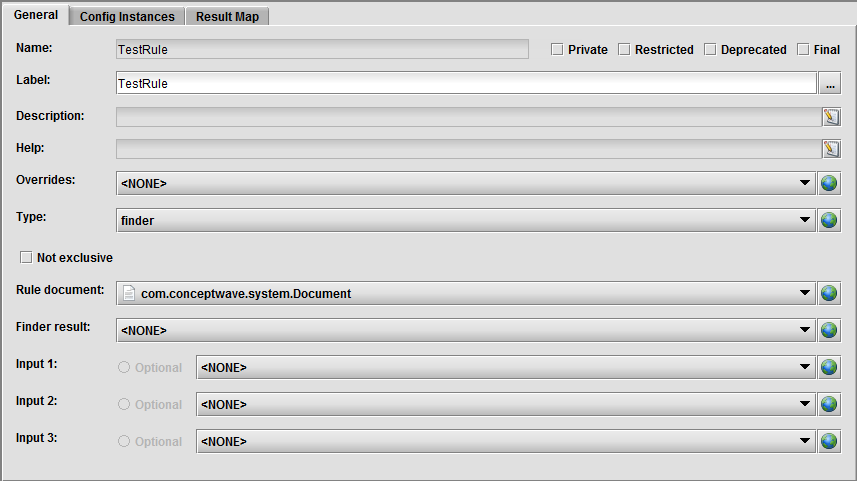 General Config Instances Result Map
Name: TestRule Private Restricted Deprecated Final
Label: TestRule ...
Description:
Help:
Overrides: <NONE>
Type: finder
Not exclusive
Rule document: com.conceptwave.system.Document
Finder result: <NONE>
Input 1: Optional <NONE>
Input 2: Optional <NONE>
Input 3: Optional <NONE>